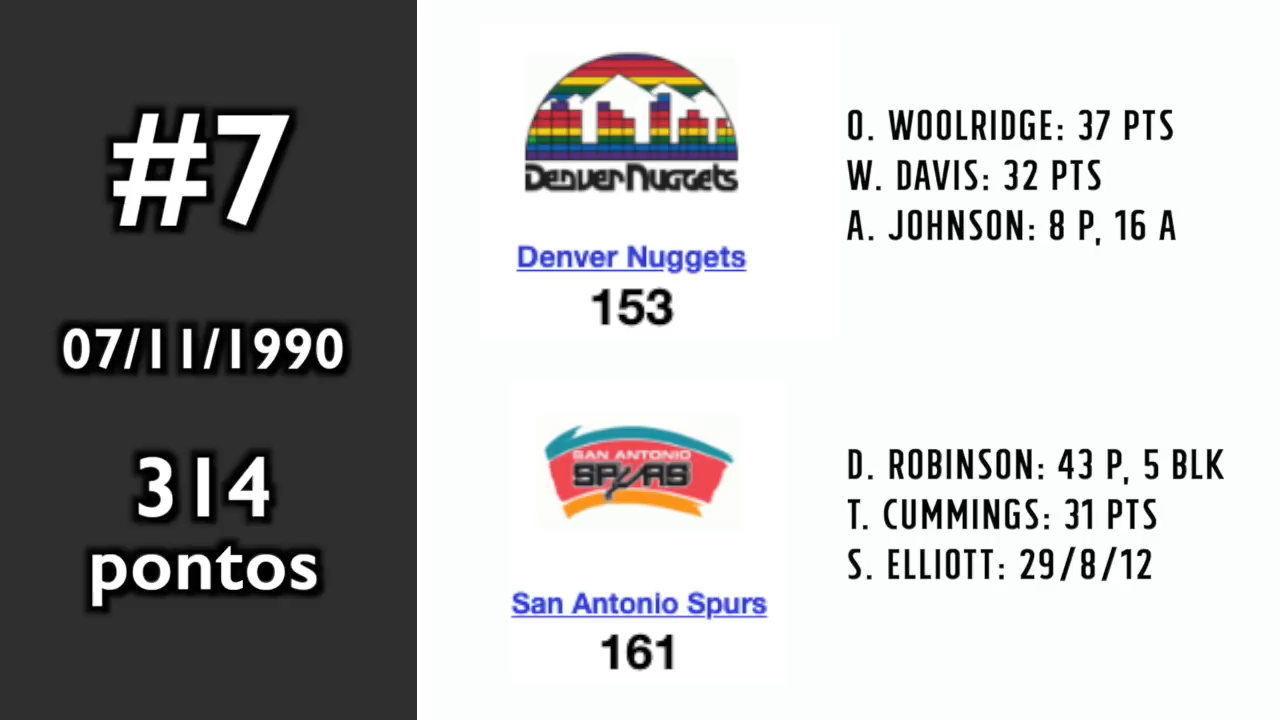 #7
07/11/1990
314
pontos
Denver Nuggets
Denver Nuggets
153
O. WOOLRIDGE: 37 PTS
W. DAVIS: 32 PTS
A. JOHNSON: 8 P, 16 A
SAN ANTONIO
SPURS
San Antonio Spurs
161
D. ROBINSON: 43 P, 5 BLK
T. CUMMINGS: 31 PTS
S. ELLIOTT: 29/8/12